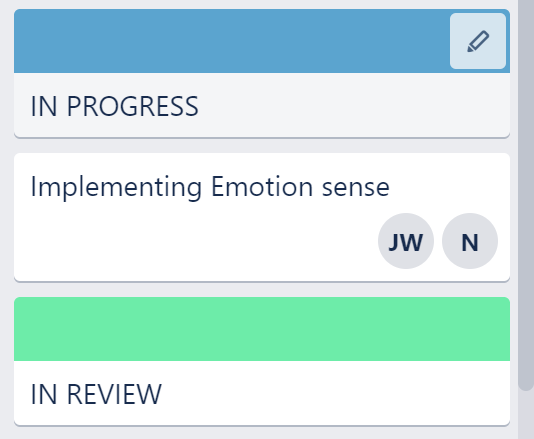 IN PROGRESS
Implementing Emotion sense
JW N
IN REVIEW